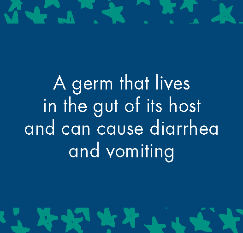 A germ that lives
in the gut of its host
and can cause diarrhea
and vomiting